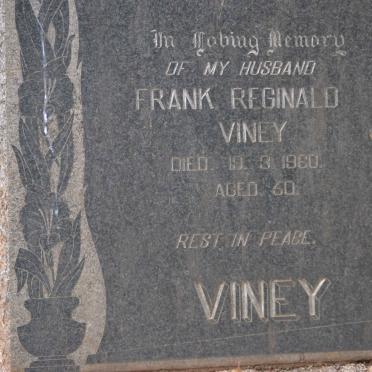 In Loving Memory
OF MY HUSBAND
FRANK REGINALD
VINEY
DIED 19. 3. 1960.
AGED 60.
REST IN PEACE.
VINEY